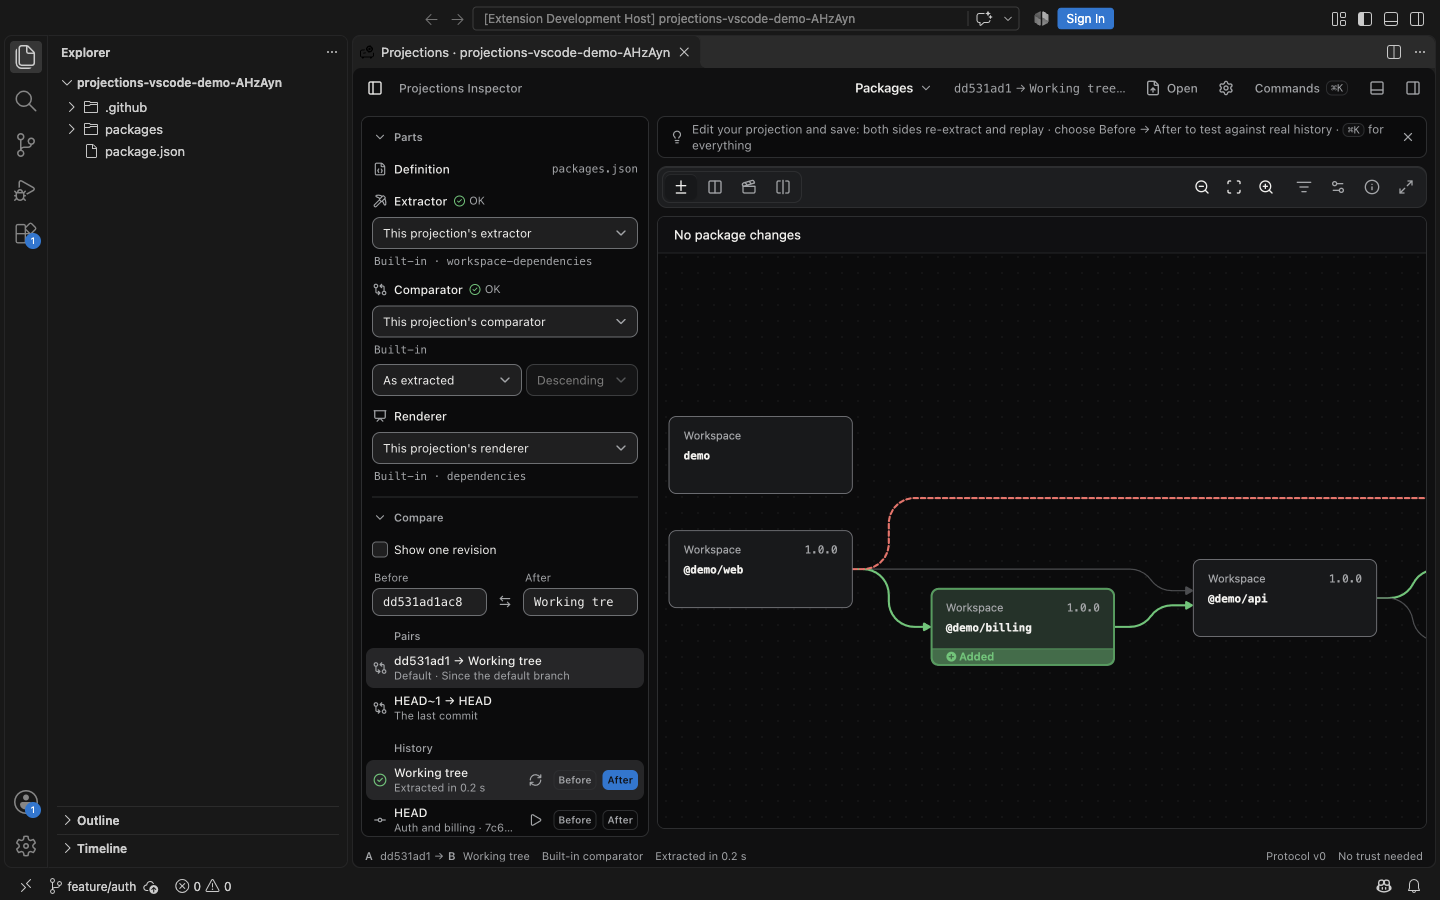 [Extension Development Host] projections-vscode-demo-AHzAyn
Sign In
Explorer
projections-vscode-demo-AHzAyn
.github
packages
package.json
1
1
Outline
Timeline
Projections · projections-vscode-demo-AHzAyn
Projections Inspector
Packages
dd531ad1 → Working tree…
Open
Commands ⌘K
Parts
Definition packages.json
Extractor OK
This projection's extractor
Built-in · workspace-dependencies
Comparator OK
This projection's comparator
Built-in
As extracted
Descending
Renderer
This projection's renderer
Built-in · dependencies
Compare
Show one revision
Before After
dd531ad1ac8 Working tre
Pairs
dd531ad1 → Working tree
Default · Since the default branch
HEAD~1 → HEAD
The last commit
History
Working tree
Extracted in 0.2 s
Before After
HEAD
Auth and billing · 7c6…
Before After
Edit your projection and save: both sides re-extract and replay · choose Before → After to test against real history · ⌘K for
everything
No package changes
Workspace
demo
Workspace 1.0.0
@demo/web
Workspace 1.0.0
@demo/billing
Added
Workspace 1.0.0
@demo/api
A dd531ad1 → B Working tree Built-in comparator Extracted in 0.2 s
Protocol v0 No trust needed
feature/auth 0 0